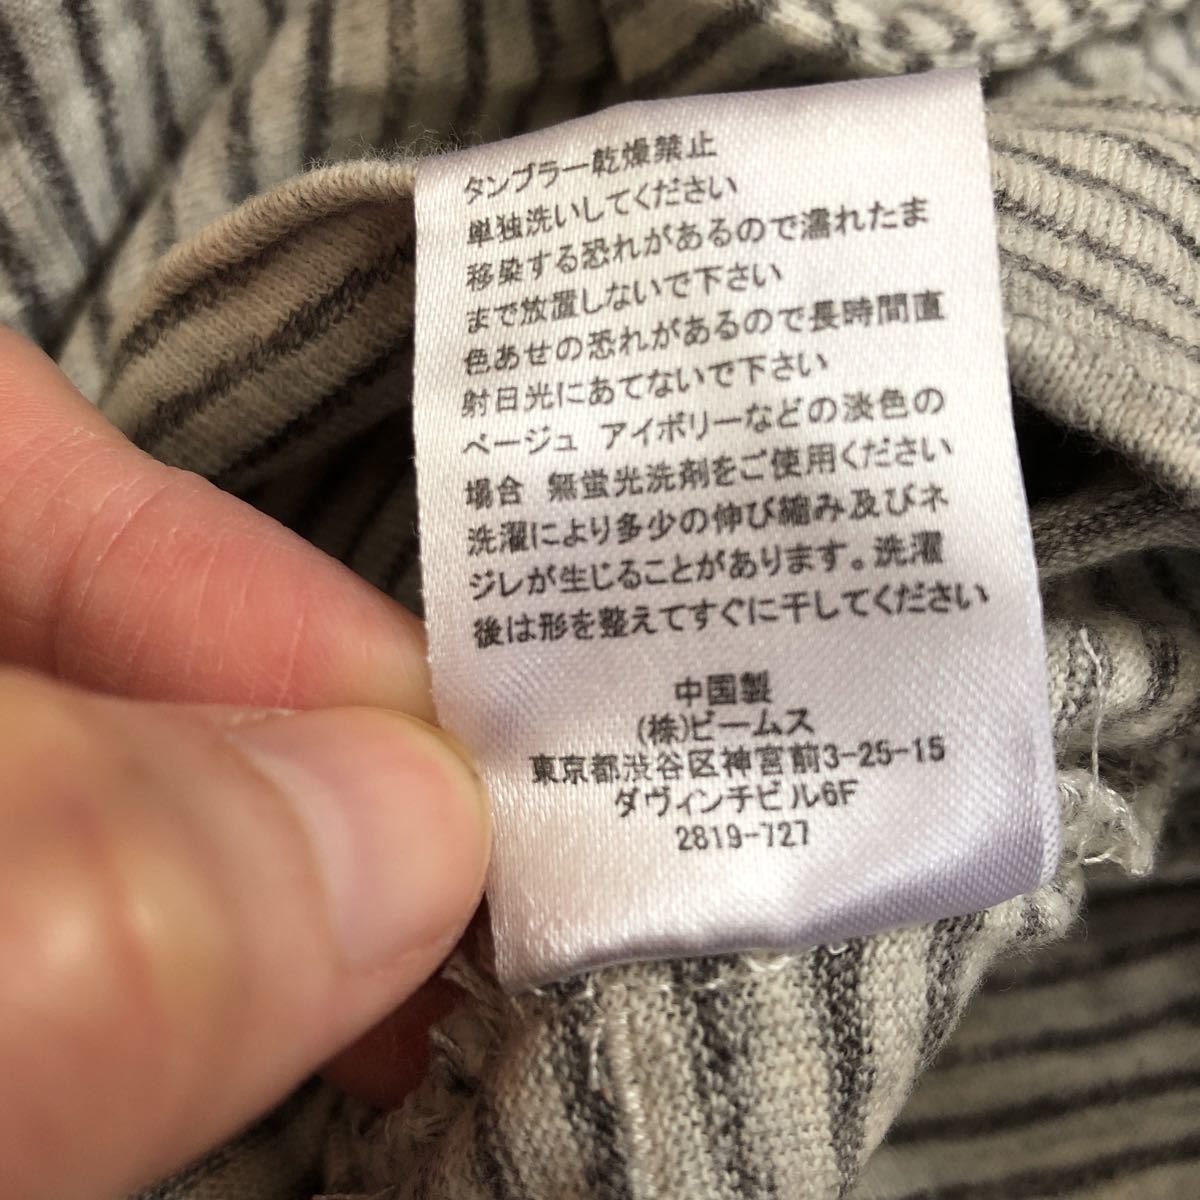 タンブラー乾燥禁止
単独洗いしてください
移染する恐れがあるので濡れたま
まで放置しないで下さい
色あせの恐れがあるので長時間直
射日光にあてないで下さい
ベージュ アイボリーなどの淡色の
場合 無蛍光洗剤をご使用ください
洗濯により多少の伸び縮み及びネ
ジレが生じることがあります。洗濯
後は形を整えてすぐに干してください
中国製
(株)ビームス
東京都渋谷区神宮前3-25-15
ダヴィンチビル6F
2819-727